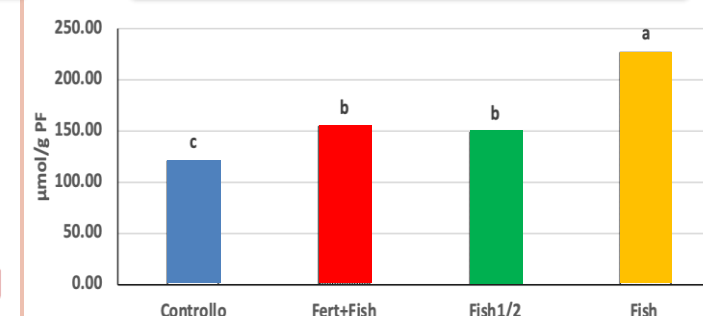 250.00
a
200.00
b
b
150.00
c
µmol/g PF
100.00
50.00
0.00
Controllo
Fert+Fish
Fish1/2
Fish